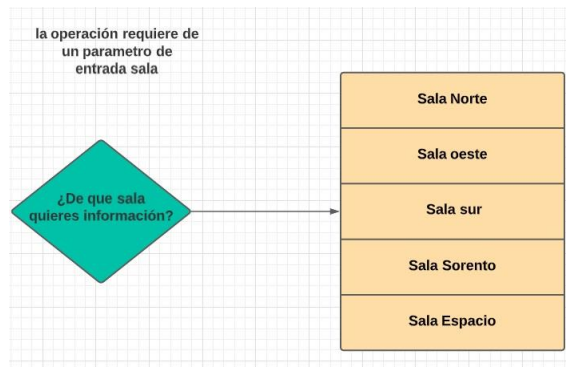 la operación requiere de
un parametro de
entrada sala
¿De que sala
quieres información?
Sala Norte
Sala oeste
Sala sur
Sala Sorento
Sala Espacio